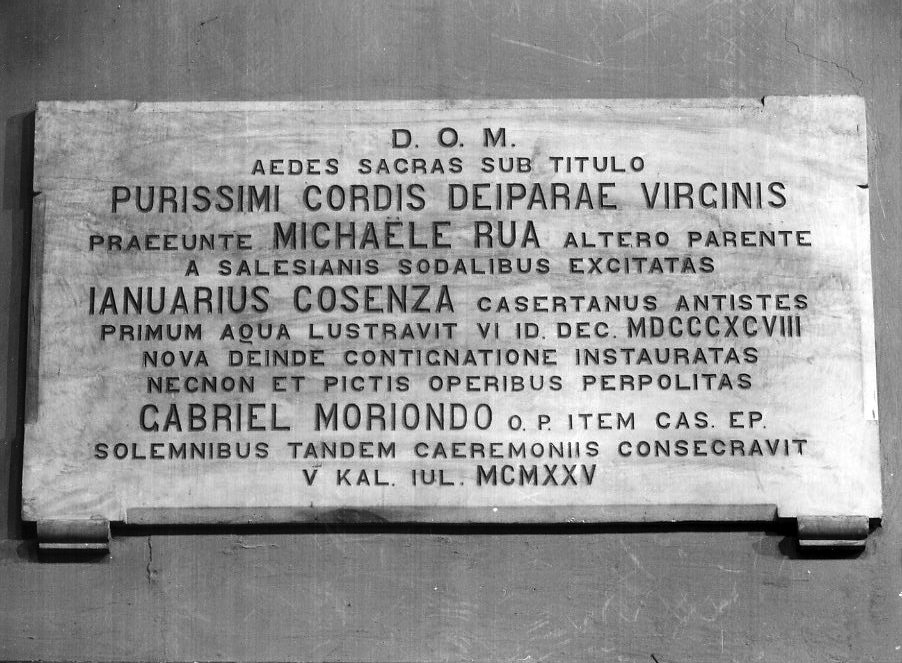 D. O. M.
AEDES SACRAS SUB TITULO
PURISSIMI CORDIS DEIPARAE VIRGINIS
PRAEEUNTE MICHAËLE RUA ALTERO PARENTE
A SALESIANIS SODALIBUS EXCITATAS
IANUARIUS COSENZA CASERTANUS ANTISTES
PRIMUM AQUA LUSTRAVIT VI ID. DEC. MDCCCXCVIII
NOVA DEINDE CONTIGNATIONE INSTAURATAS
NECNON ET PICTIS OPERIBUS PERPOLITAS
GABRIEL MORIONDO O. P. ITEM CAS. EP.
SOLEMNIBUS TANDEM CAEREMONIIS CONSECRAVIT
V KAL. IUL. MCMXXV